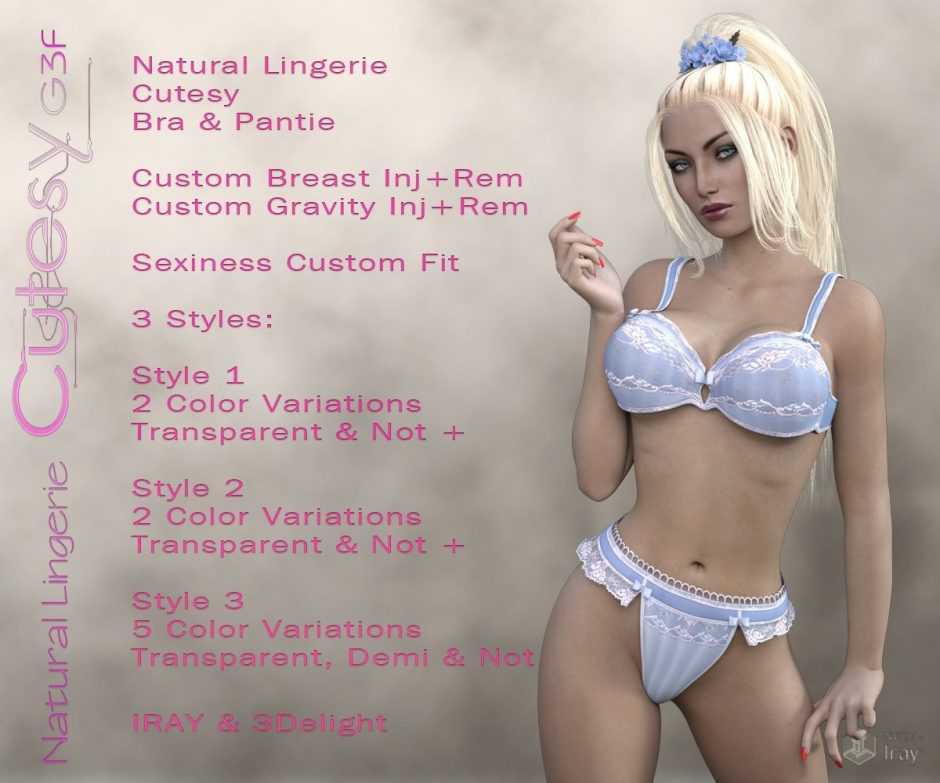 Natural Lingerie Cutesy G3F
Natural Lingerie
Cutesy
Bra & Pantie
Custom Breast Inj+Rem
Custom Gravity Inj+Rem
Sexiness Custom Fit
3 Styles:
Style 1
2 Color Variations
Transparent & Not +
Style 2
2 Color Variations
Transparent & Not +
Style 3
5 Color Variations
Transparent, Demi & Not
IRAY & 3Delight
Iray